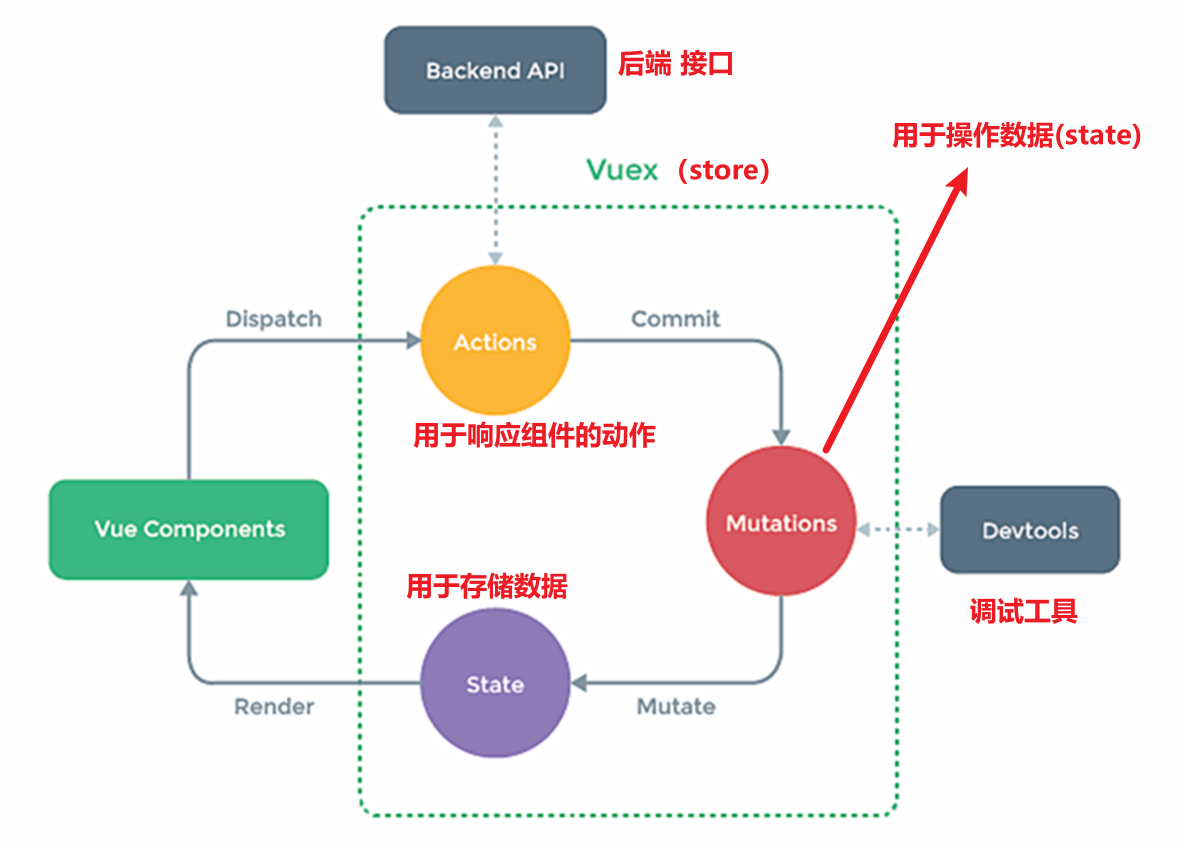 Backend API
后端 接口
用于操作数据(state)
Vuex（store）
Dispatch
Commit
Actions
用于响应组件的动作
Vue Components
Mutations
Devtools
用于存储数据
调试工具
State
Render
Mutate